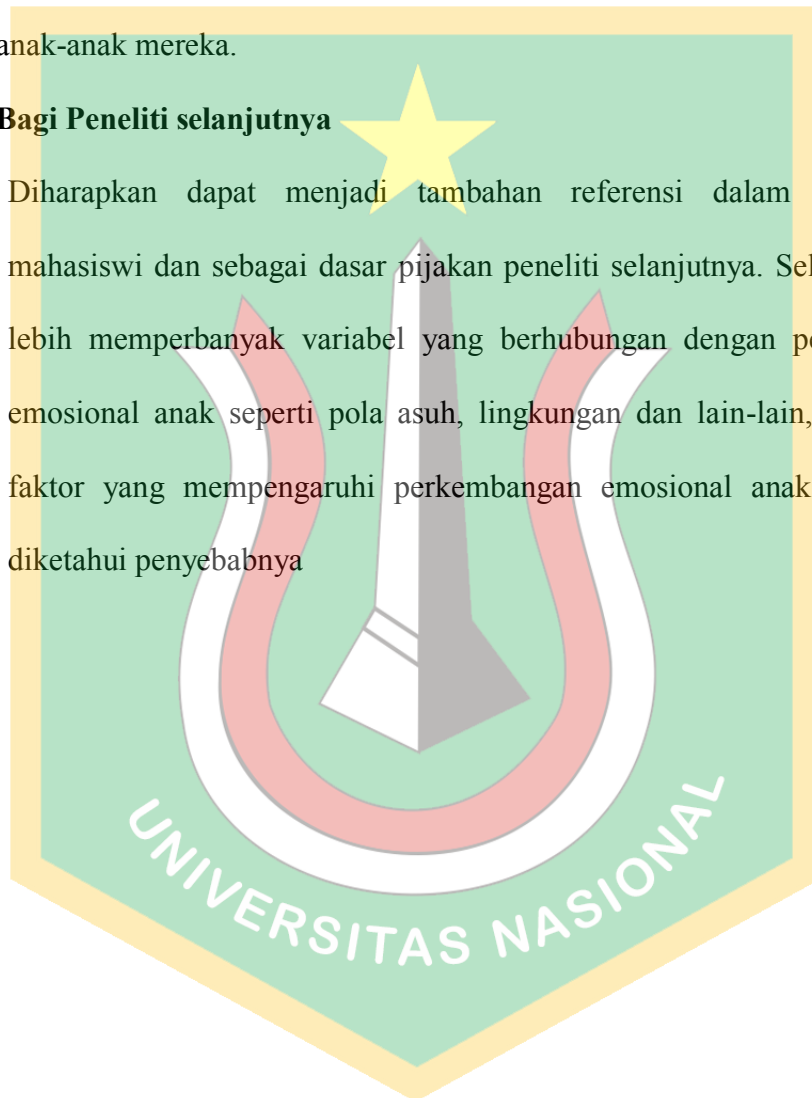 anak-anak mereka.
Bagi Peneliti selanjutnya
Diharapkan dapat menjadi tambahan referensi dalam
mahasiswi dan sebagai dasar pijakan peneliti selanjutnya.
lebih memperbanyak variabel yang berhubungan dengan
emosional anak seperti pola asuh, lingkungan dan lain-lain,
faktor yang mempengaruhi perkembangan emosional anak
diketahui penyebabnya
UNIVERSITAS NASIONAL